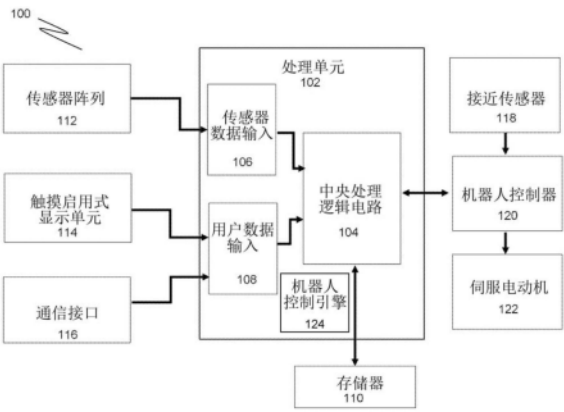 100
传感器阵列
112
触摸启用式
显示单元
114
通信接口
116
处理单元
102
传感器
数据输入
106
用户数据
输入
108
中央处理
逻辑电路
104
机器人
控制引擎
124
存储器
110
接近传感器
118
机器人控制器
120
伺服电动机
122